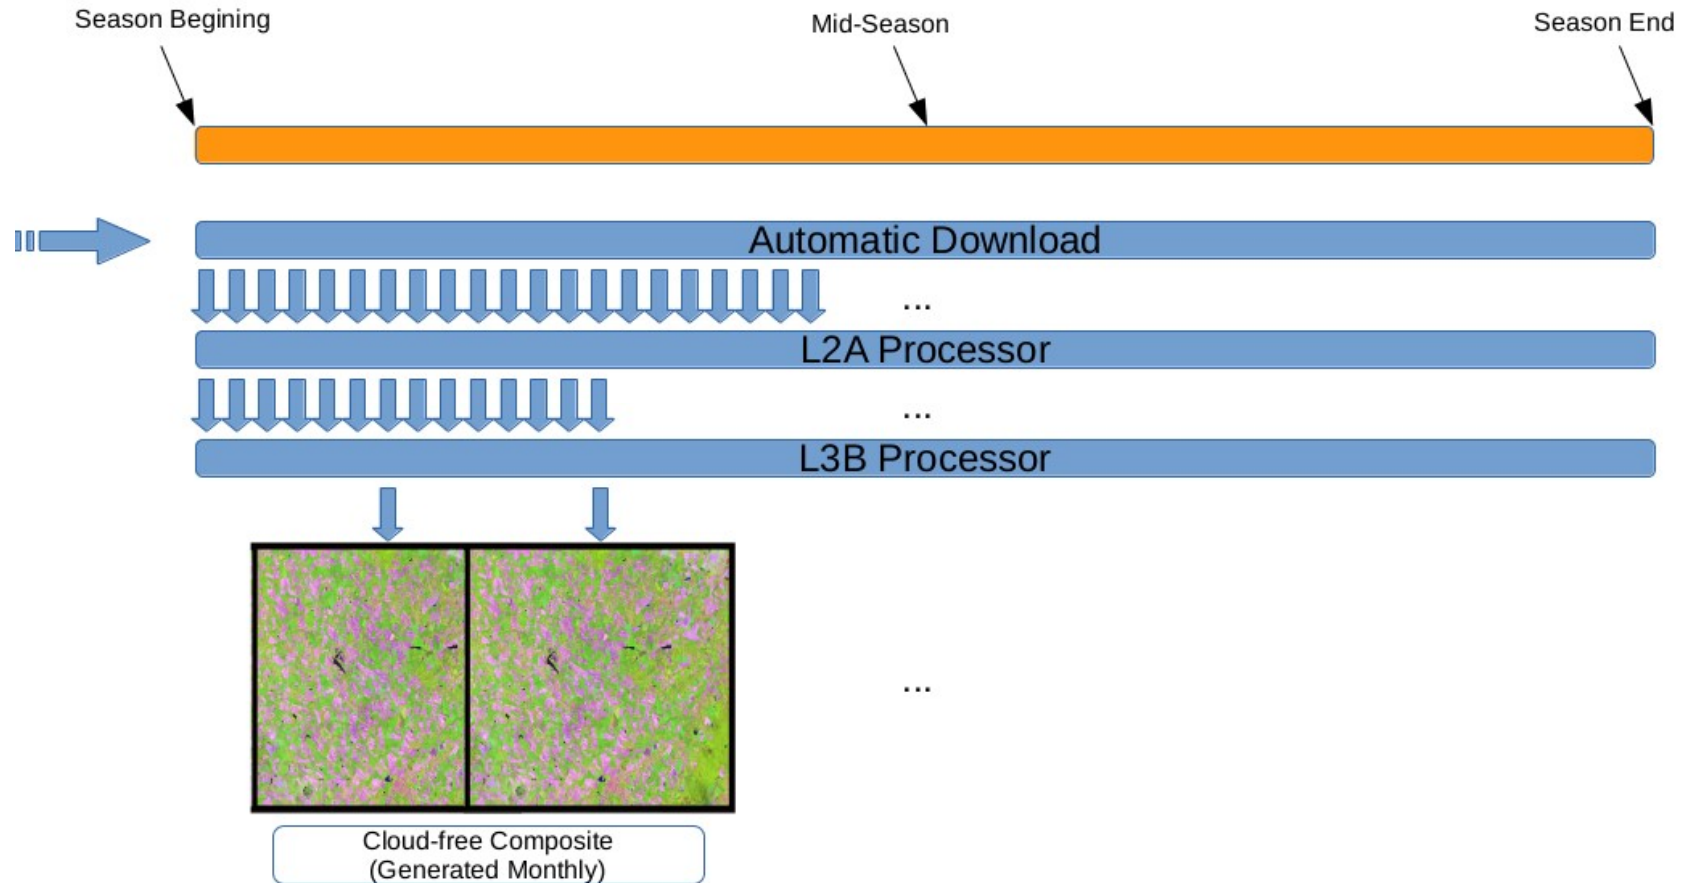 Season Begining
Mid-Season
Season End
Automatic Download
...
L2A Processor
...
L3B Processor
...
Cloud-free Composite
(Generated Monthly)